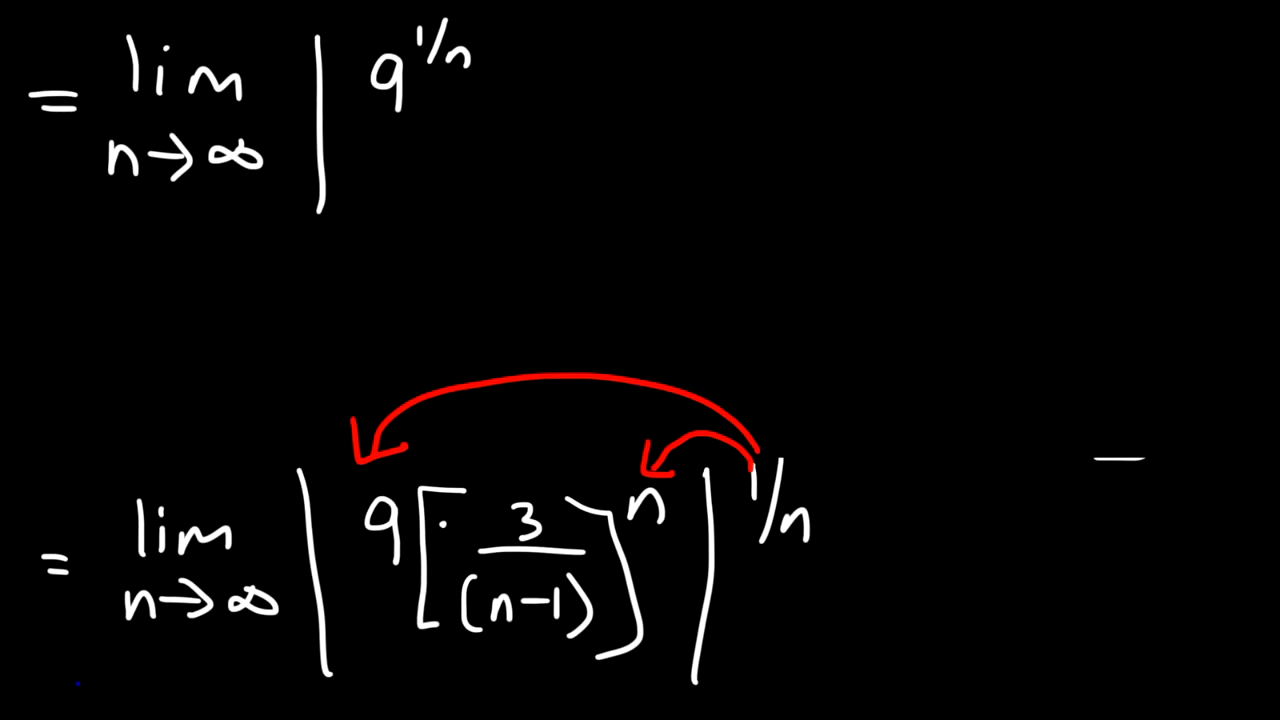 = lim n→∞ | 9^{1/n}
= lim n→∞ | 9 [ · 3/(n-1) ]^n |^{1/n}